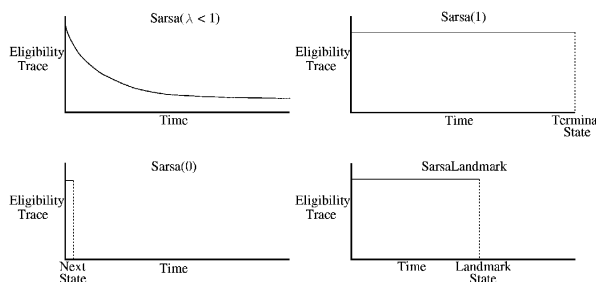 Sarsa(λ < 1)
Eligibility
Trace
Time
Sarsa(1)
Eligibility
Trace
Time
Termina
State
Sarsa(0)
Eligibility
Trace
Next
State
Time
SarsaLandmark
Eligibility
Trace
Time
Landmark
State